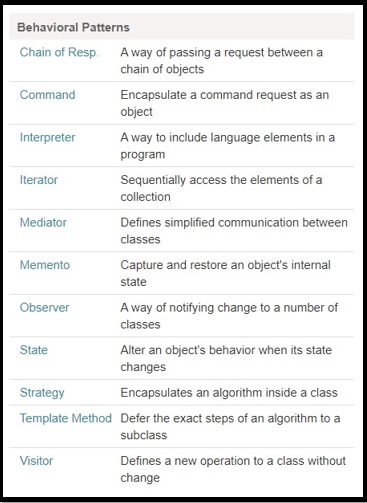 Behavioral Patterns
Chain of Resp. A way of passing a request between a
chain of objects
Command Encapsulate a command request as an
object
Interpreter A way to include language elements in a
program
Iterator Sequentially access the elements of a
collection
Mediator Defines simplified communication between
classes
Memento Capture and restore an object's internal
state
Observer A way of notifying change to a number of
classes
State Alter an object's behavior when its state
changes
Strategy Encapsulates an algorithm inside a class
Template Method Defer the exact steps of an algorithm to a
subclass
Visitor Defines a new operation to a class without
change